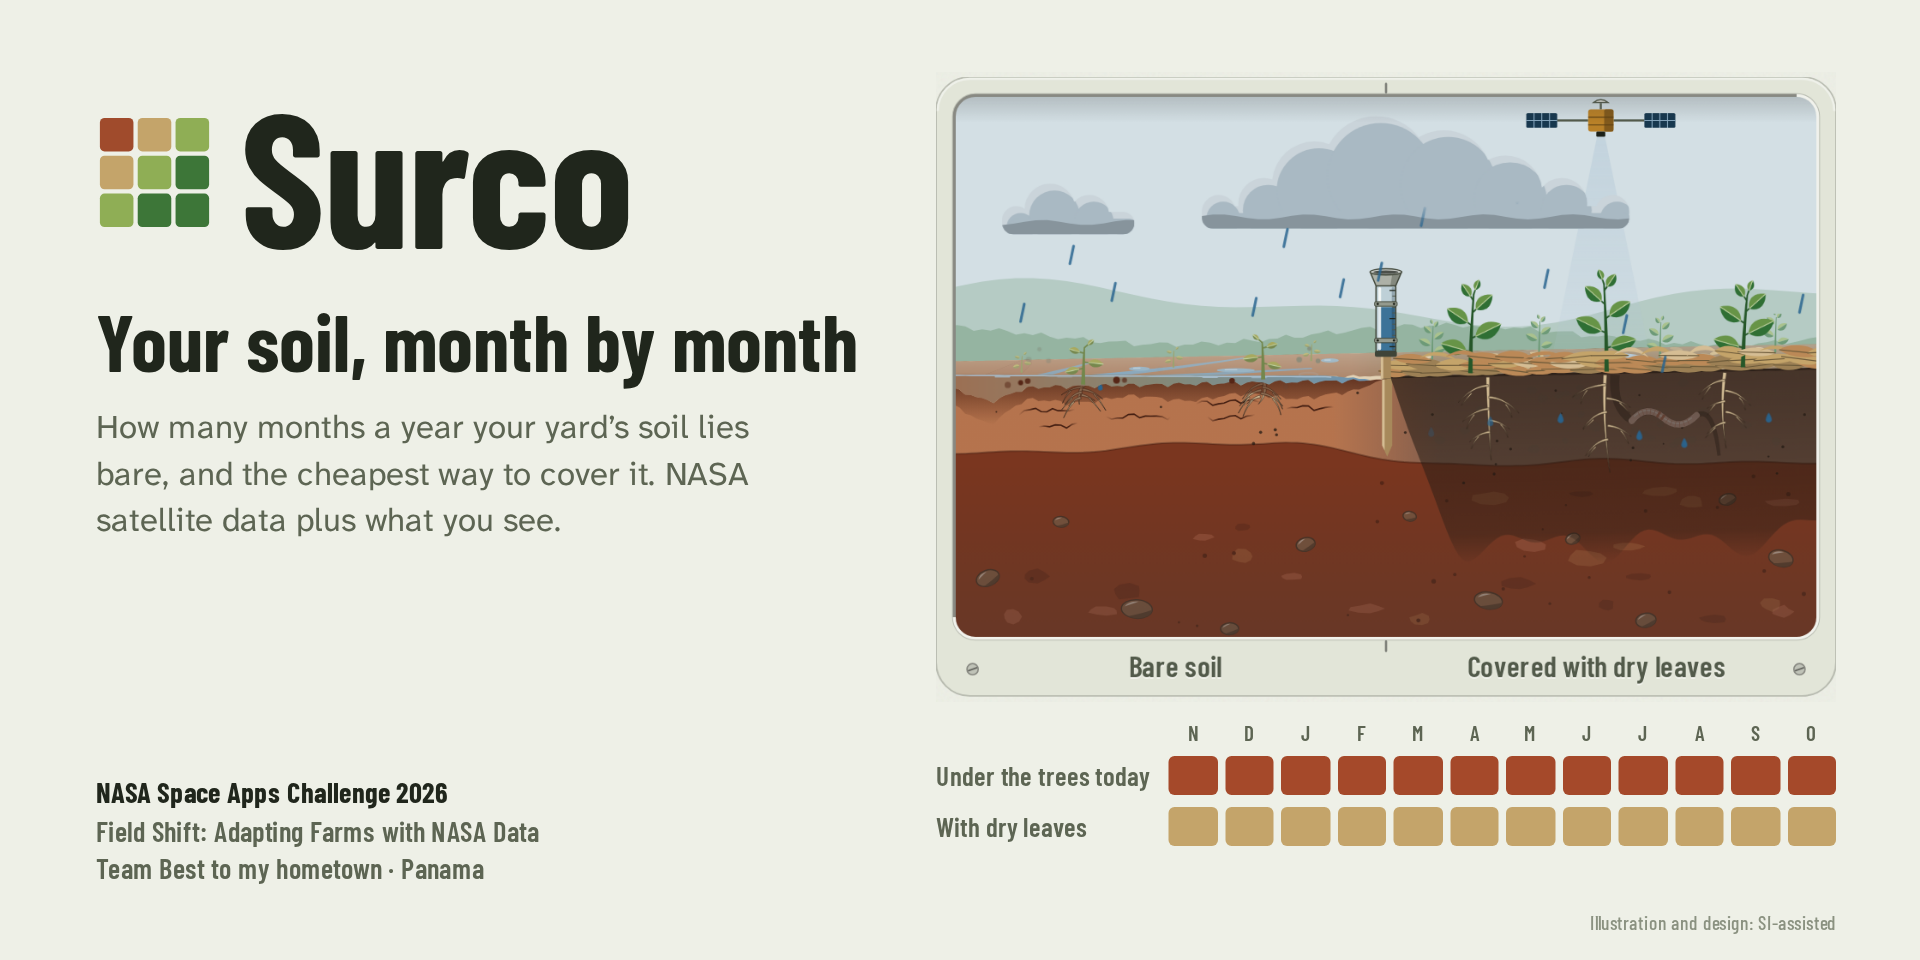 Surco
Your soil, month by month
How many months a year your yard’s soil lies
bare, and the cheapest way to cover it. NASA
satellite data plus what you see.
NASA Space Apps Challenge 2026
Field Shift: Adapting Farms with NASA Data
Team Best to my hometown · Panama
Bare soil
Covered with dry leaves
N D J F M A M J J A S O
Under the trees today
With dry leaves
Illustration and design: SI-assisted